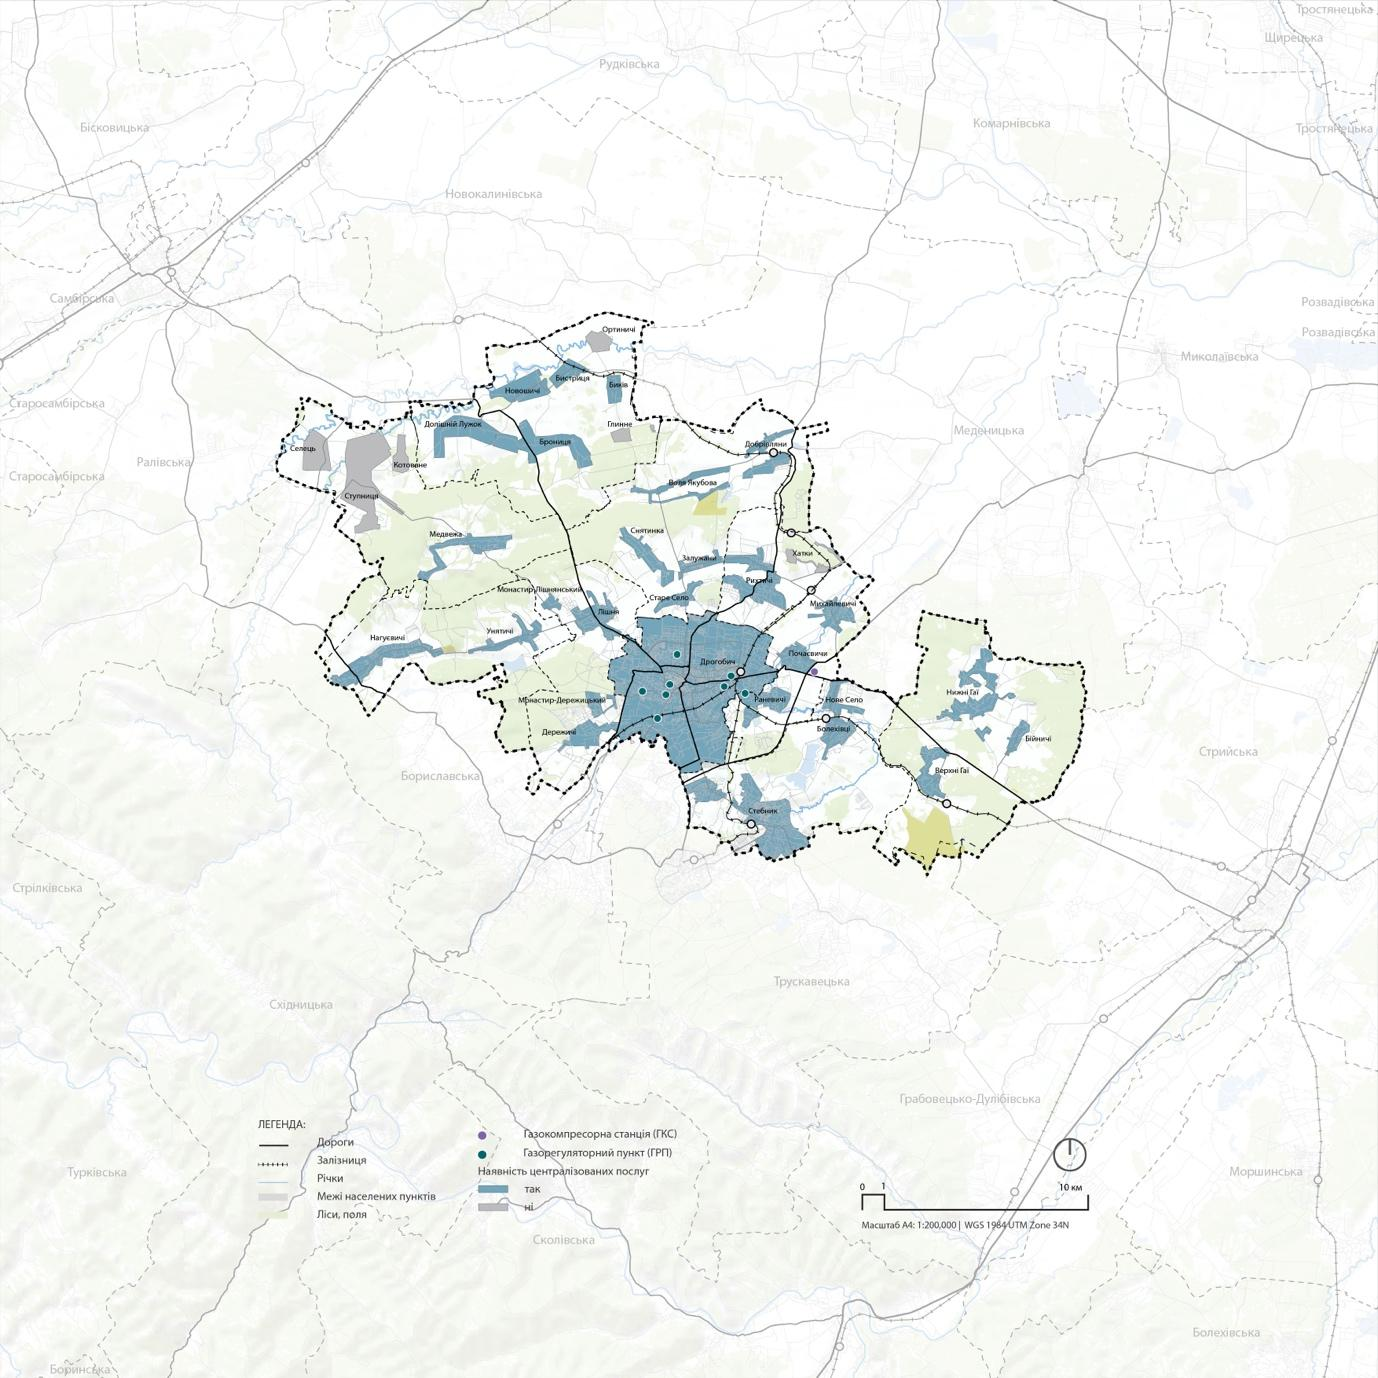 Тростянецька
Щирецька
Рудківська
Бісковицька
Комарнівська
Тростянецька
Новокалинівська
Самбірська
Розвадівська
Розвадівська
Миколаївська
Ортиничі
Бистриця
Биків
Новошичі
Старосамбірська
Долішній Лужок
Глинне
Меденицька
Брониця
Добрівляни
Селець
Котоване
Ралівська
Старосамбірська
Воля Якубова
Ступниця
Медвежа
Снятинка
Хатки
Залужани
Рихтичі
Монастир-Лішнянський
Старе Село
Михайлевичі
Лішня
Унятичі
Нагуєвичі
Почаєвичи
Дрогобич
Нижні Гаї
Монастир-Дережицький
Раневичі
Нове Село
Дережичі
Болехівці
Бійничі
Стрийська
Верхні Гаї
Бориславська
Стебник
Стрілківська
Трускавецька
Східницька
Грабовецько-Дулібівська
Турківська
Моршинська
Сколівська
Болехівська
Боринська
ЛЕГЕНДА:
Дороги
Залізниця
Річки
Межі населених пунктів
Ліси, поля
Газокомпресорна станція (ГКС)
Газорегуляторний пункт (ГРП)
Наявність централізованих послуг
так
ні
0 1 10 км
Масштаб А4: 1:200,000 | WGS 1984 UTM Zone 34N